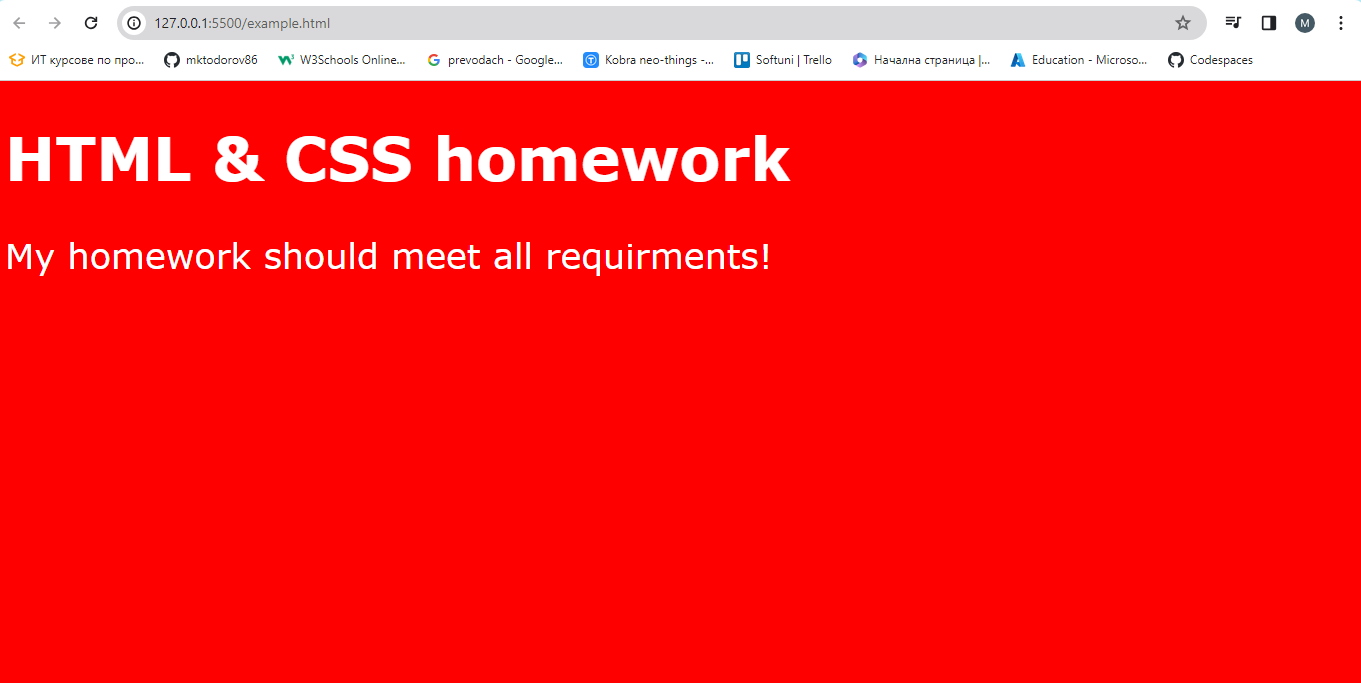 127.0.0.1:5500/example.html
M
ИТ курсове по про...
mktodorov86
W3Schools Online...
prevodach - Google...
Kobra neo-things -...
Softuni | Trello
Начална страница |...
Education - Microso...
Codespaces
HTML & CSS homework
My homework should meet all requirments!